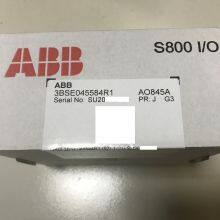 ABB
S800 I/O
ABB
3BSE045584R1 AO845A
Serial No: SU20 PR: J G3